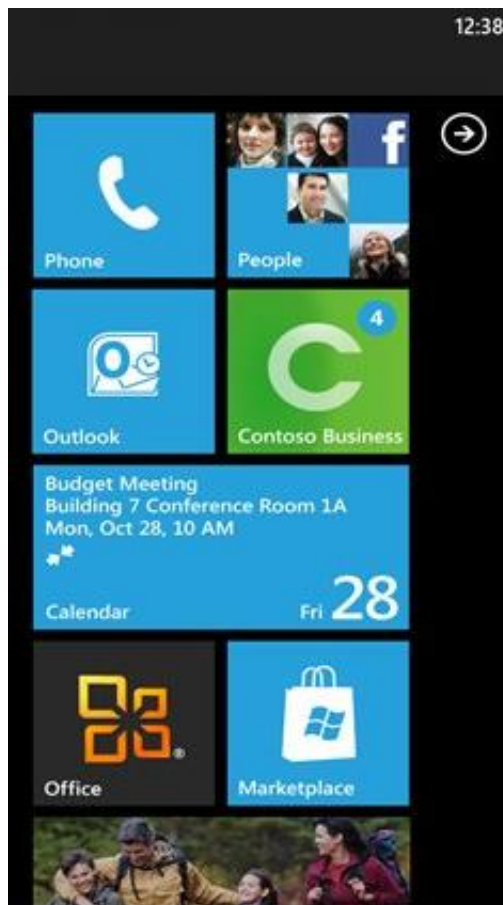 12:38
f
Phone
People
O
4
C
Outlook
Contoso Business
Budget Meeting
Building 7 Conference Room 1A
Mon, Oct 28, 10 AM
Calendar
Fri 28
®
Office
Marketplace